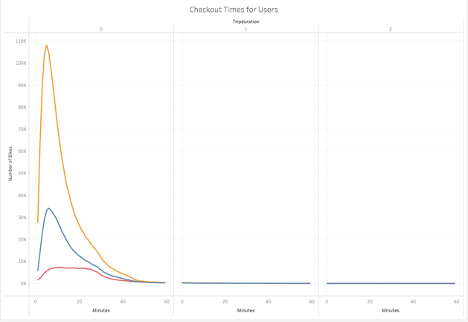 Checkout Times for Users
Tripduration
0 1 2
110K
100K
90K
80K
70K
60K
50K
40K
30K
20K
10K
0K
Number of Bikes
0 20 40 60 0 20 40 60 0 20 40 60
Minutes Minutes Minutes